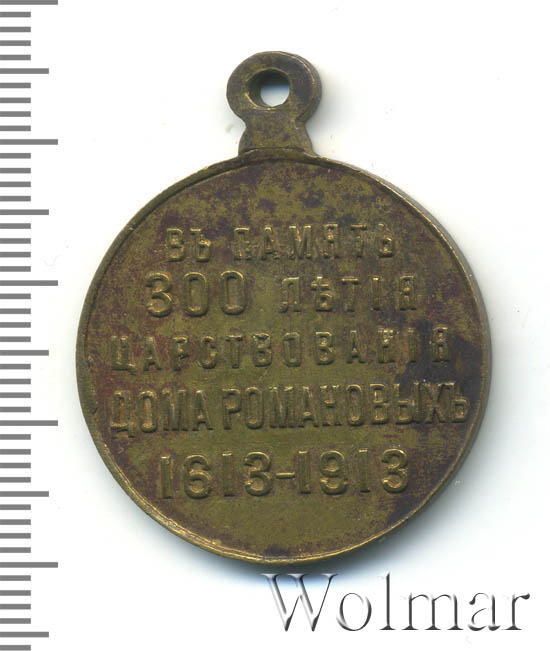 ВЪ ПАМЯТЬ
300 ЛѢТІЯ
ЦАРСТВОВАНІЯ
ДОМА РОМАНОВЫХЪ
1613-1913
Wolmar